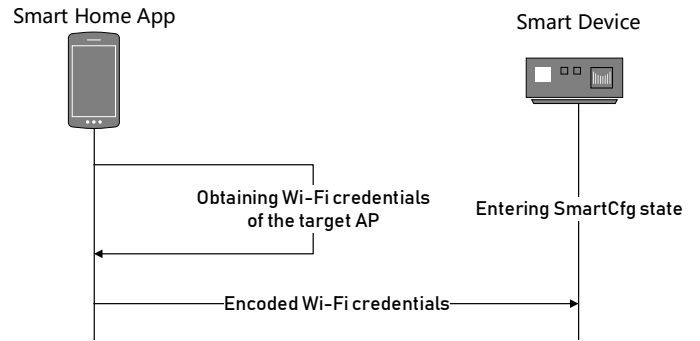 Smart Home App
Smart Device
Obtaining Wi-Fi credentials
of the target AP
Entering SmartCfg state
Encoded Wi-Fi credentials